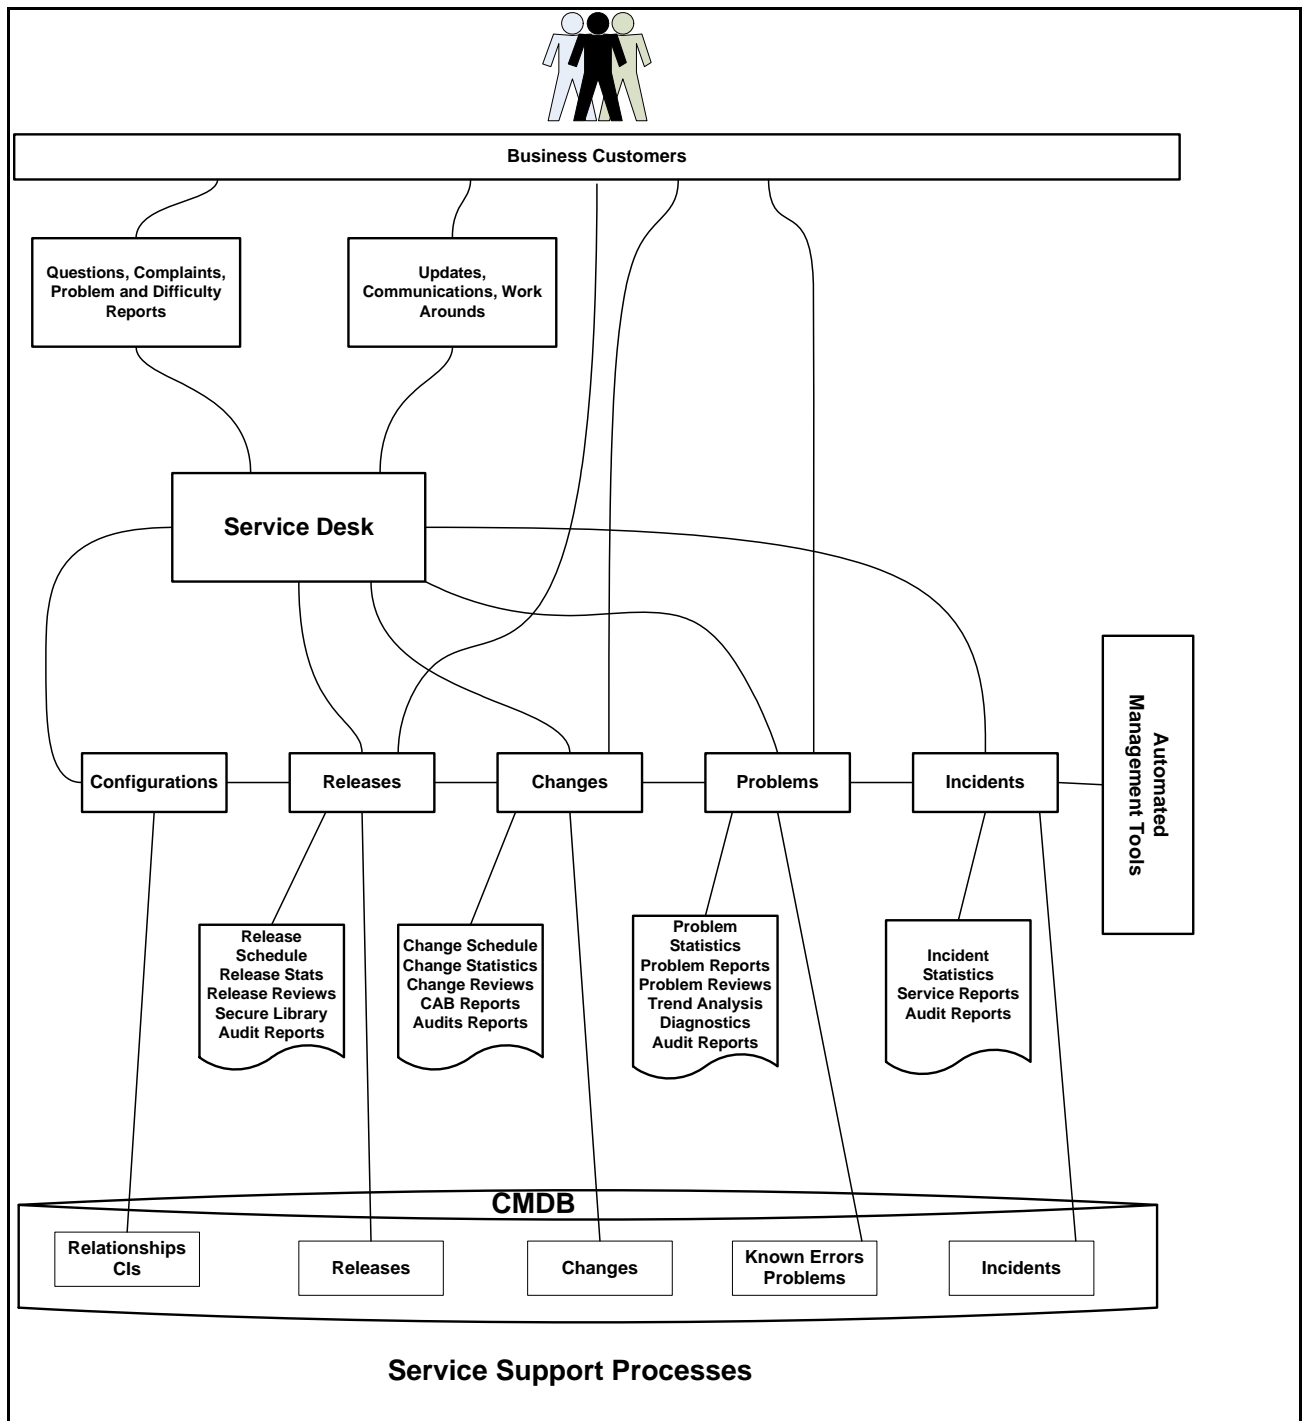 Business Customers
Questions, Complaints,
Problem and Difficulty
Reports
Updates,
Communications, Work
Arounds
Service Desk
Automated
Management Tools
Configurations
Releases
Changes
Problems
Incidents
Release
Schedule
Release Stats
Release Reviews
Secure Library
Audit Reports
Change Schedule
Change Statistics
Change Reviews
CAB Reports
Audits Reports
Problem
Statistics
Problem Reports
Problem Reviews
Trend Analysis
Diagnostics
Audit Reports
Incident
Statistics
Service Reports
Audit Reports
CMDB
Relationships
CIs
Releases
Changes
Known Errors
Problems
Incidents
Service Support Processes